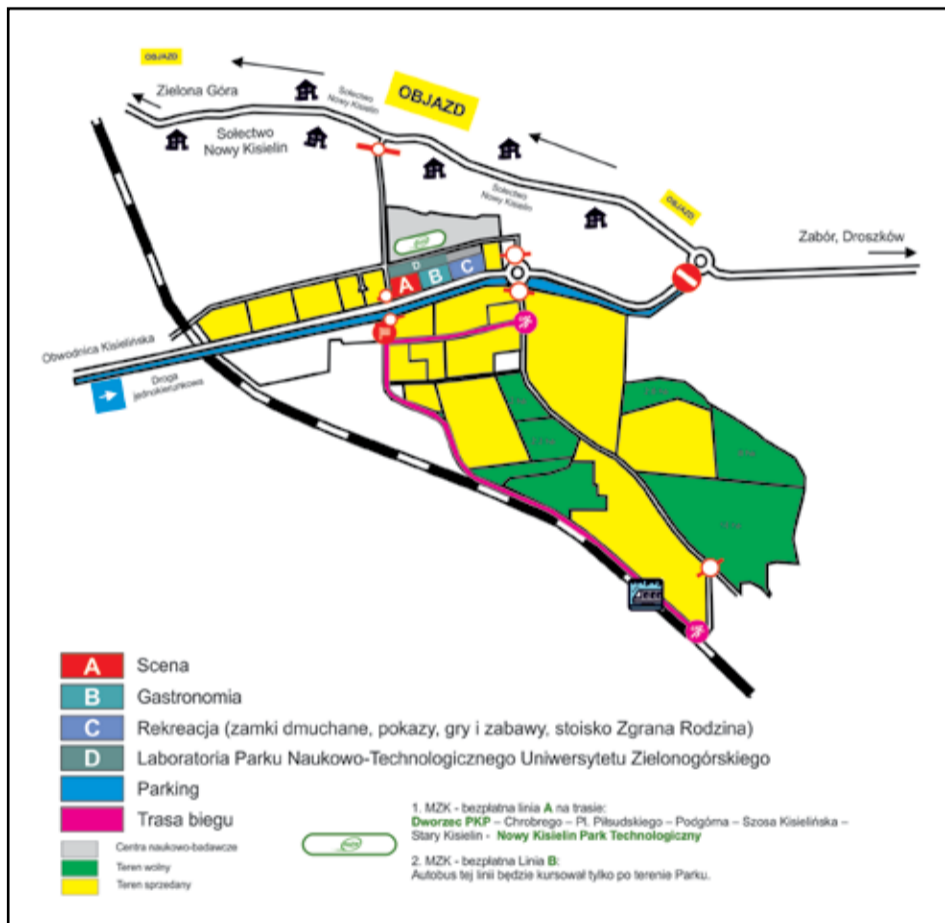 OBJAZD
Zielona Góra
Sołectwo
Nowy Kisielin
OBJAZD
Sołectwo
Nowy Kisielin
Sołectwo
Nowy Kisielin
OBJAZD
Zabór, Droszków
D
A B C
Obwodnica Kisielińska
Droga
jednokierunkowa
A Scena
B Gastronomia
C Rekreacja (zamki dmuchane, pokazy, gry i zabawy, stoisko Zgrana Rodzina)
D Laboratoria Parku Naukowo-Technologicznego Uniwersytetu Zielonogórskiego
Parking
Trasa biegu
Centra naukowo-badawcze
Teren wolny
Teren sprzedany
1. MZK - bezpłatna linia A na trasie:
Dworzec PKP – Chrobrego – Pl. Piłsudskiego – Podgórna – Szosa Kisielińska –
Stary Kisielin - Nowy Kisielin Park Technologiczny
2. MZK - bezpłatna Linia B:
Autobus tej linii będzie kursował tylko po terenie Parku.